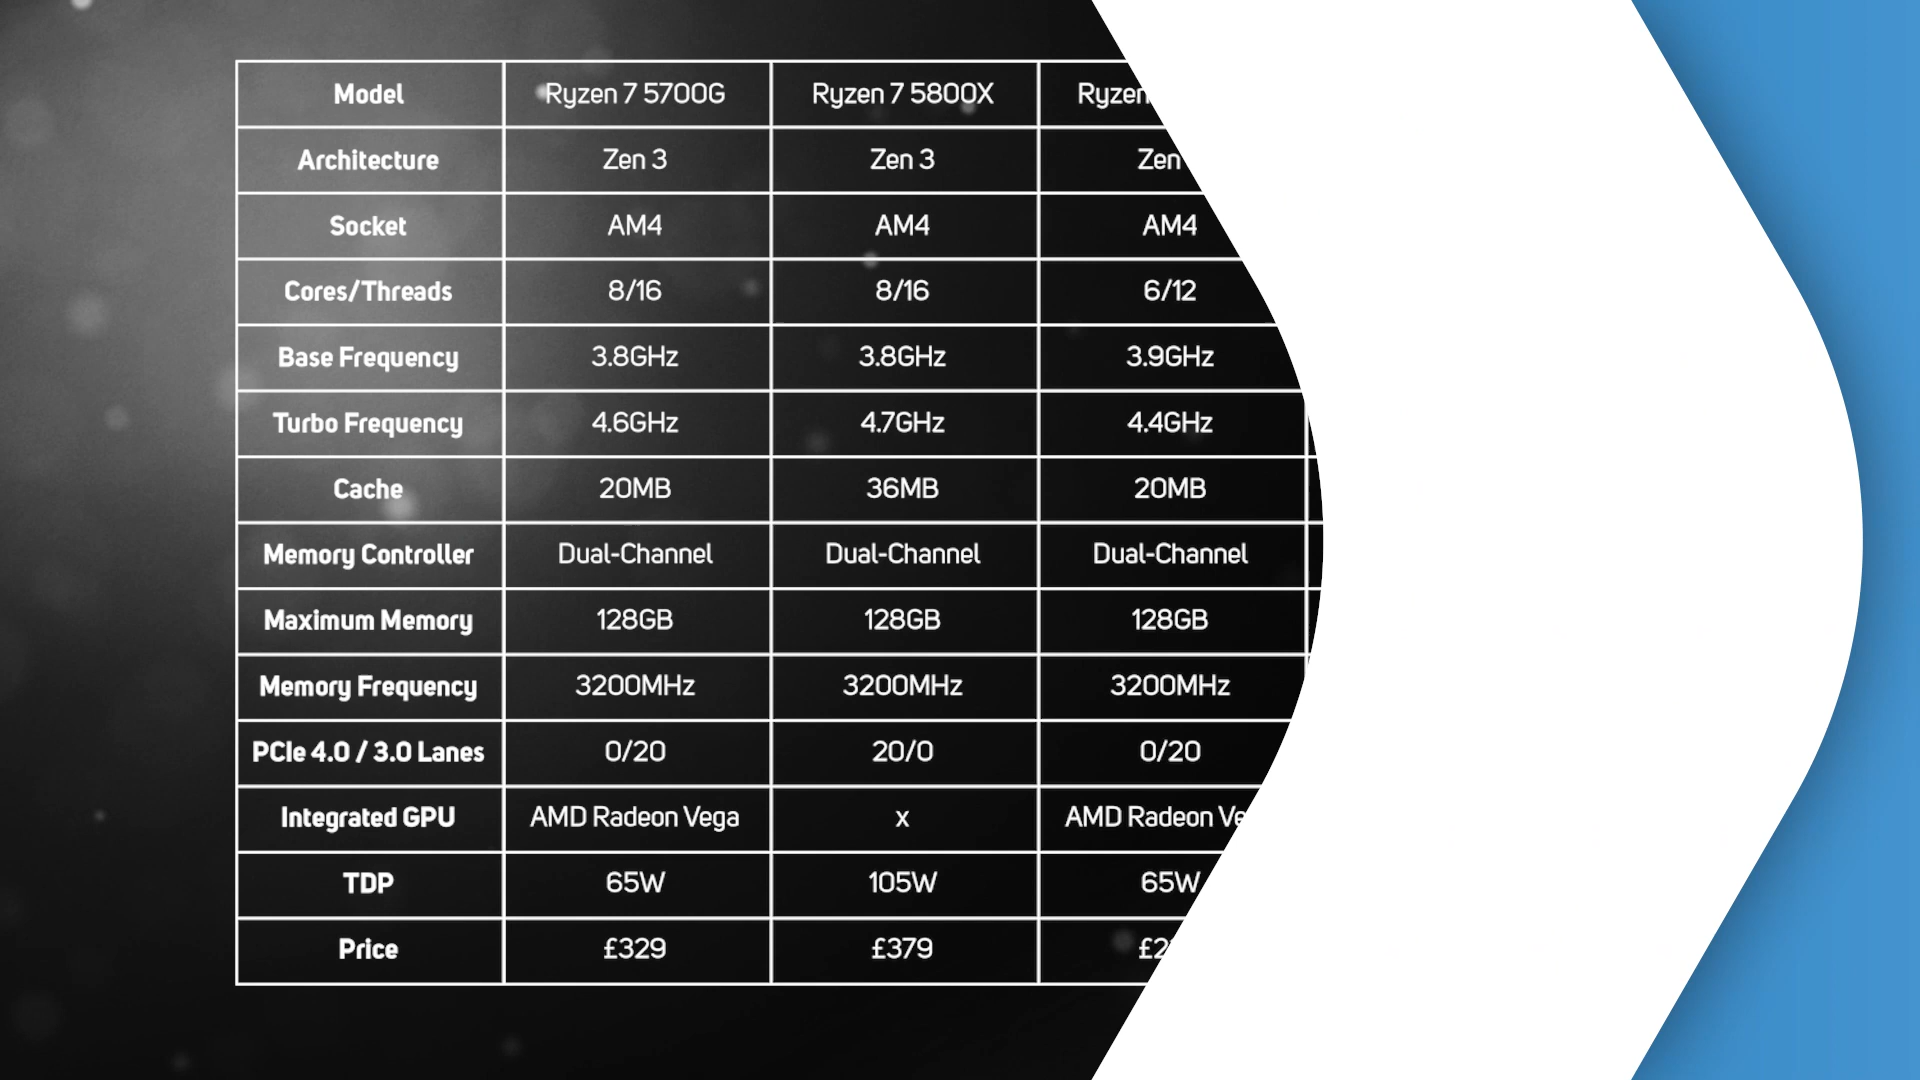 Model Ryzen 7 5700G Ryzen 7 5800X Ryzen
Architecture Zen 3 Zen 3 Zen
Socket AM4 AM4 AM4
Cores/Threads 8/16 8/16 6/12
Base Frequency 3.8GHz 3.8GHz 3.9GHz
Turbo Frequency 4.6GHz 4.7GHz 4.4GHz
Cache 20MB 36MB 20MB
Memory Controller Dual-Channel Dual-Channel Dual-Channel
Maximum Memory 128GB 128GB 128GB
Memory Frequency 3200MHz 3200MHz 3200MHz
PCIe 4.0 / 3.0 Lanes 0/20 20/0 0/20
Integrated GPU AMD Radeon Vega x AMD Radeon
TDP 65W 105W 65W
Price £329 £379